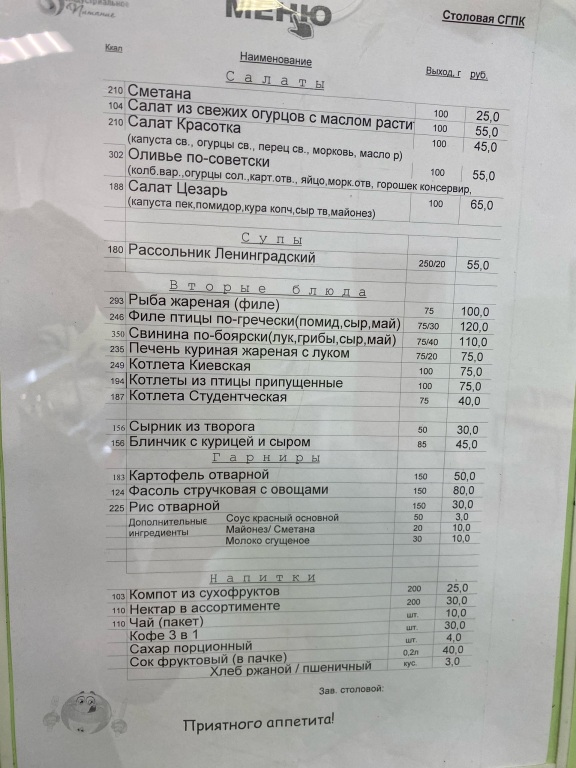 Питание
МЕНЮ
Столовая СГПК
Ккал Наименование Выход, г руб.
Салаты
210 Сметана 100 25,0
104 Салат из свежих огурцов с маслом расти 100 55,0
210 Салат Красотка 100 45,0
(капуста св., огурцы св., перец св., морковь, масло р)
302 Оливье по-советски 100 55,0
(колб.вар.,огурцы сол.,карт.отв., яйцо,морк.отв, горошек консервир,
188 Салат Цезарь 100 65,0
(капуста пек,помидор,кура копч,сыр тв,майонез)
Супы
180 Рассольник Ленинградский 250/20 55,0
Вторые блюда
293 Рыба жареная (филе) 75 100,0
246 Филе птицы по-гречески(помид,сыр,май) 75/30 120,0
350 Свинина по-боярски(лук,грибы,сыр,май) 75/40 110,0
235 Печень куриная жареная с луком 75/20 75,0
249 Котлета Киевская 100 75,0
194 Котлеты из птицы припущенные 100 75,0
187 Котлета Студенческая 75 40,0
156 Сырник из творога 50 30,0
156 Блинчик с курицей и сыром 85 45,0
Гарниры
183 Картофель отварной 150 50,0
124 Фасоль стручковая с овощами 150 80,0
225 Рис отварной 150 30,0
Дополнительные ингредиенты Соус красный основной 50 3,0
Майонез/ Сметана 20 10,0
Молоко сгущеное 30 10,0
Напитки
103 Компот из сухофруктов 200 25,0
110 Нектар в ассортименте 200 30,0
110 Чай (пакет) шт. 10,0
Кофе 3 в 1 шт. 30,0
Сахар порционный шт. 4,0
Сок фруктовый (в пачке) 0,2л 40,0
Хлеб ржаной / пшеничный кус. 3,0
Зав. столовой:
Приятного аппетита!